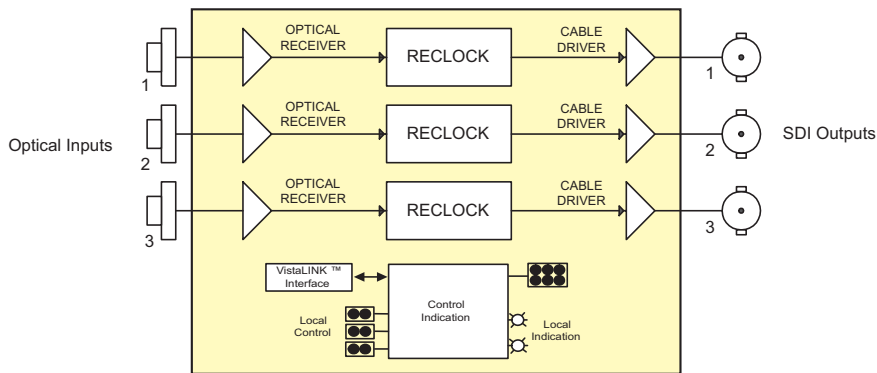 OPTICAL
RECEIVER
RECLOCK
CABLE
DRIVER
1
1
OPTICAL
RECEIVER
RECLOCK
CABLE
DRIVER
Optical Inputs
2
2
SDI Outputs
OPTICAL
RECEIVER
RECLOCK
CABLE
DRIVER
3
3
VistaLINK ™
Interface
Control
Indication
Local
Control
Local
Indication